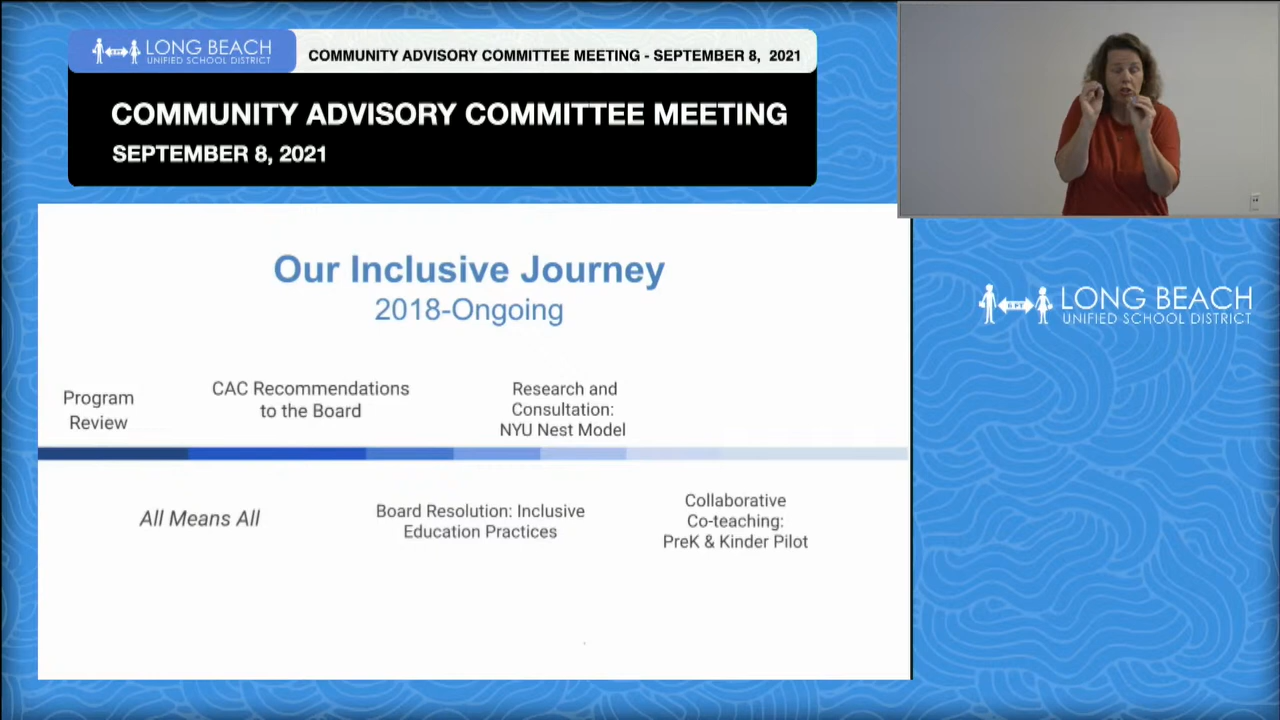 LONG BEACH
UNIFIED SCHOOL DISTRICT
COMMUNITY ADVISORY COMMITTEE MEETING - SEPTEMBER 8, 2021
COMMUNITY ADVISORY COMMITTEE MEETING
SEPTEMBER 8, 2021
Our Inclusive Journey
2018-Ongoing
Program
Review
CAC Recommendations
to the Board
Research and
Consultation:
NYU Nest Model
All Means All
Board Resolution: Inclusive
Education Practices
Collaborative
Co-teaching:
PreK & Kinder Pilot
6 FT
LONG BEACH
UNIFIED SCHOOL DISTRICT